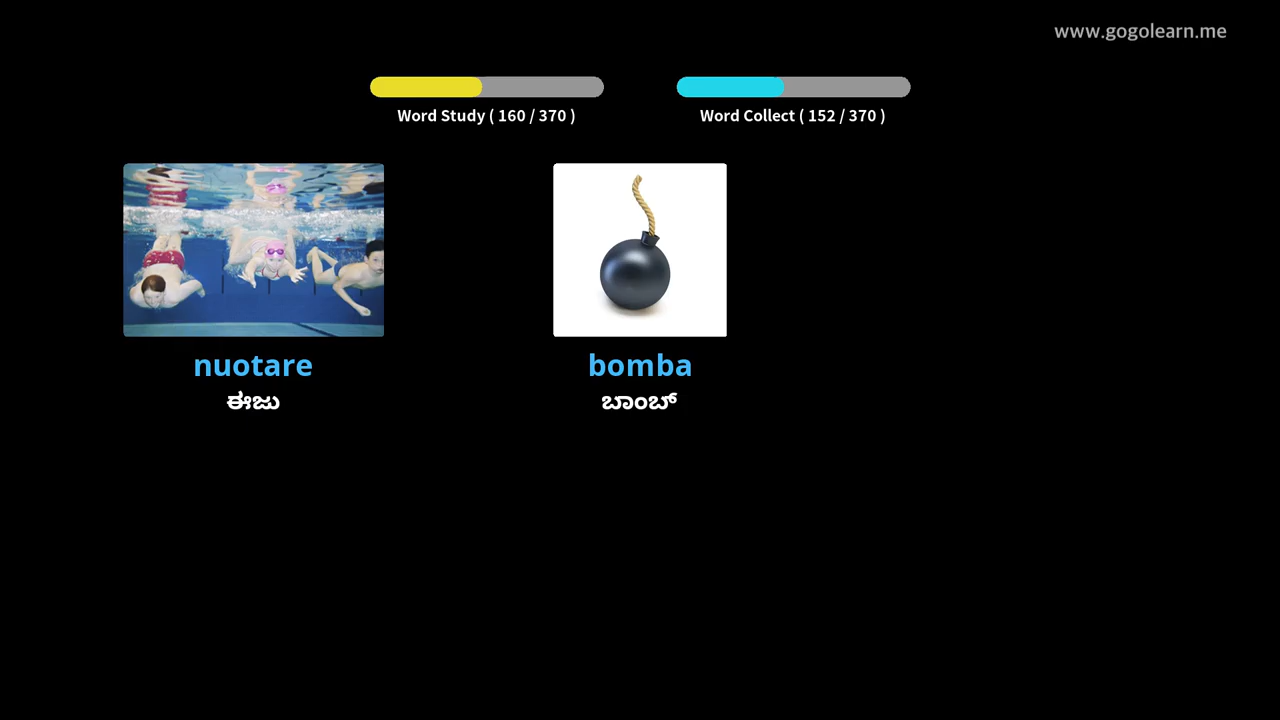 www.gogolearn.me
Word Study ( 160 / 370 )
Word Collect ( 152 / 370 )
nuotare
ಈಜು
bomba
ಬಾಂಬ್